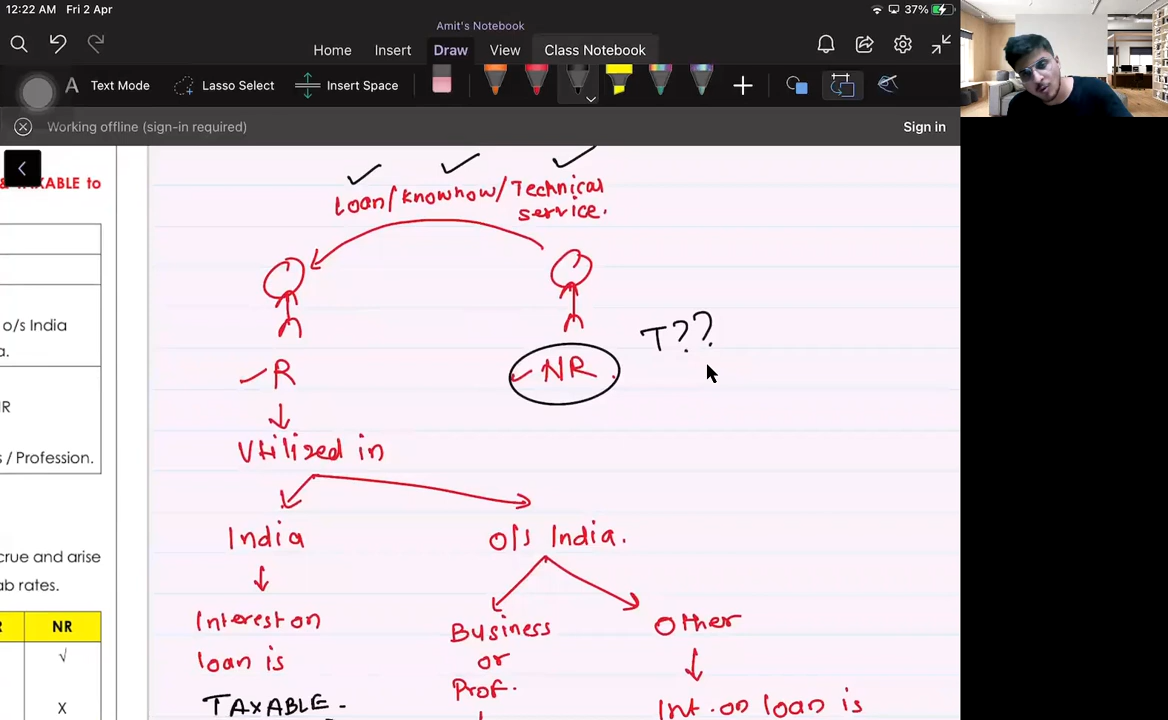 12:22 AM Fri 2 Apr
37%
Amit's Notebook
Home Insert Draw View Class Notebook
A Text Mode Lasso Select Insert Space
Working offline (sign-in required) Sign in
& TAXABLE to
o/s India
a.
R
s / Profession.
crue and arise
ab rates.
R NR
√
X
Loan/Knowhow/Technical
service.
R
NR
T??
Utilized in
India
O/s India.
Interest on
loan is
TAXABLE.
Business
or
Prof.
Other
Int. on loan is